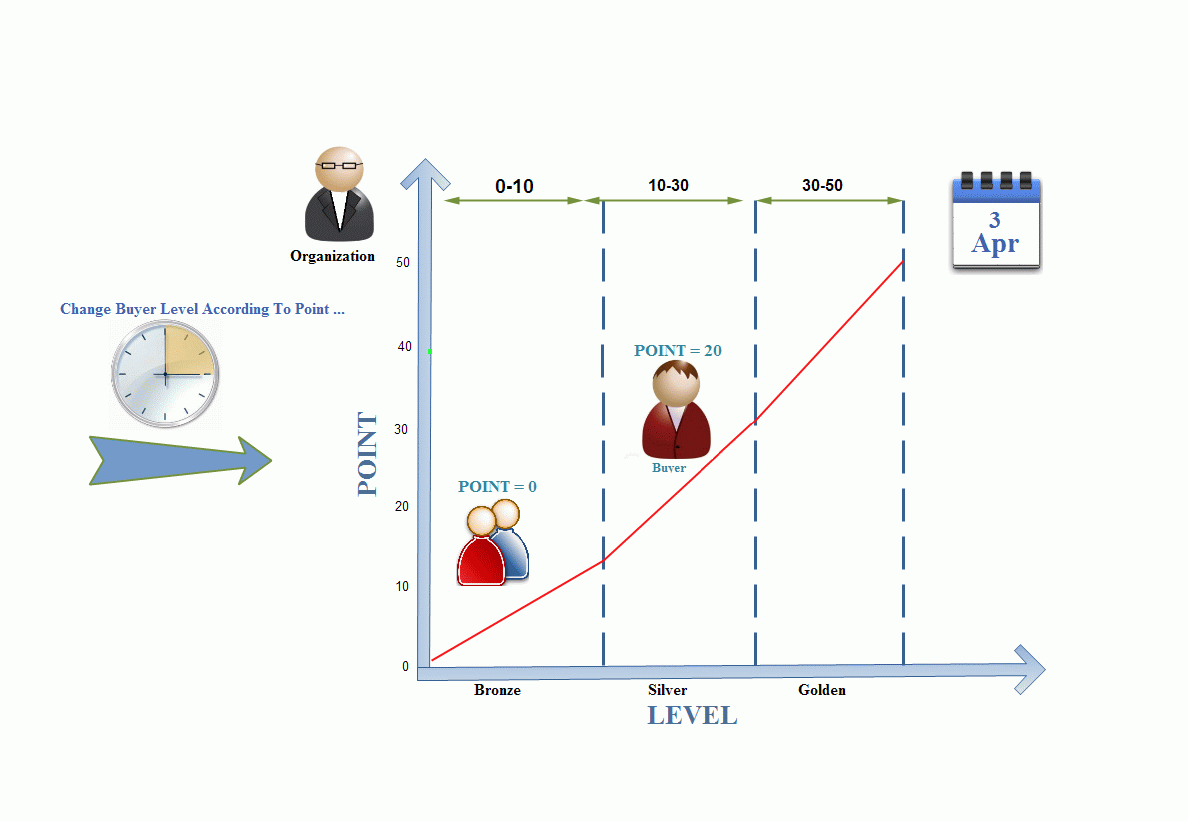 0-10
10-30
30-50
3
Apr
Organization
50
Change Buyer Level According To Point ...
40
POINT = 20
30
POINT
Buyer
POINT = 0
20
10
0
Bronze
Silver
Golden
LEVEL